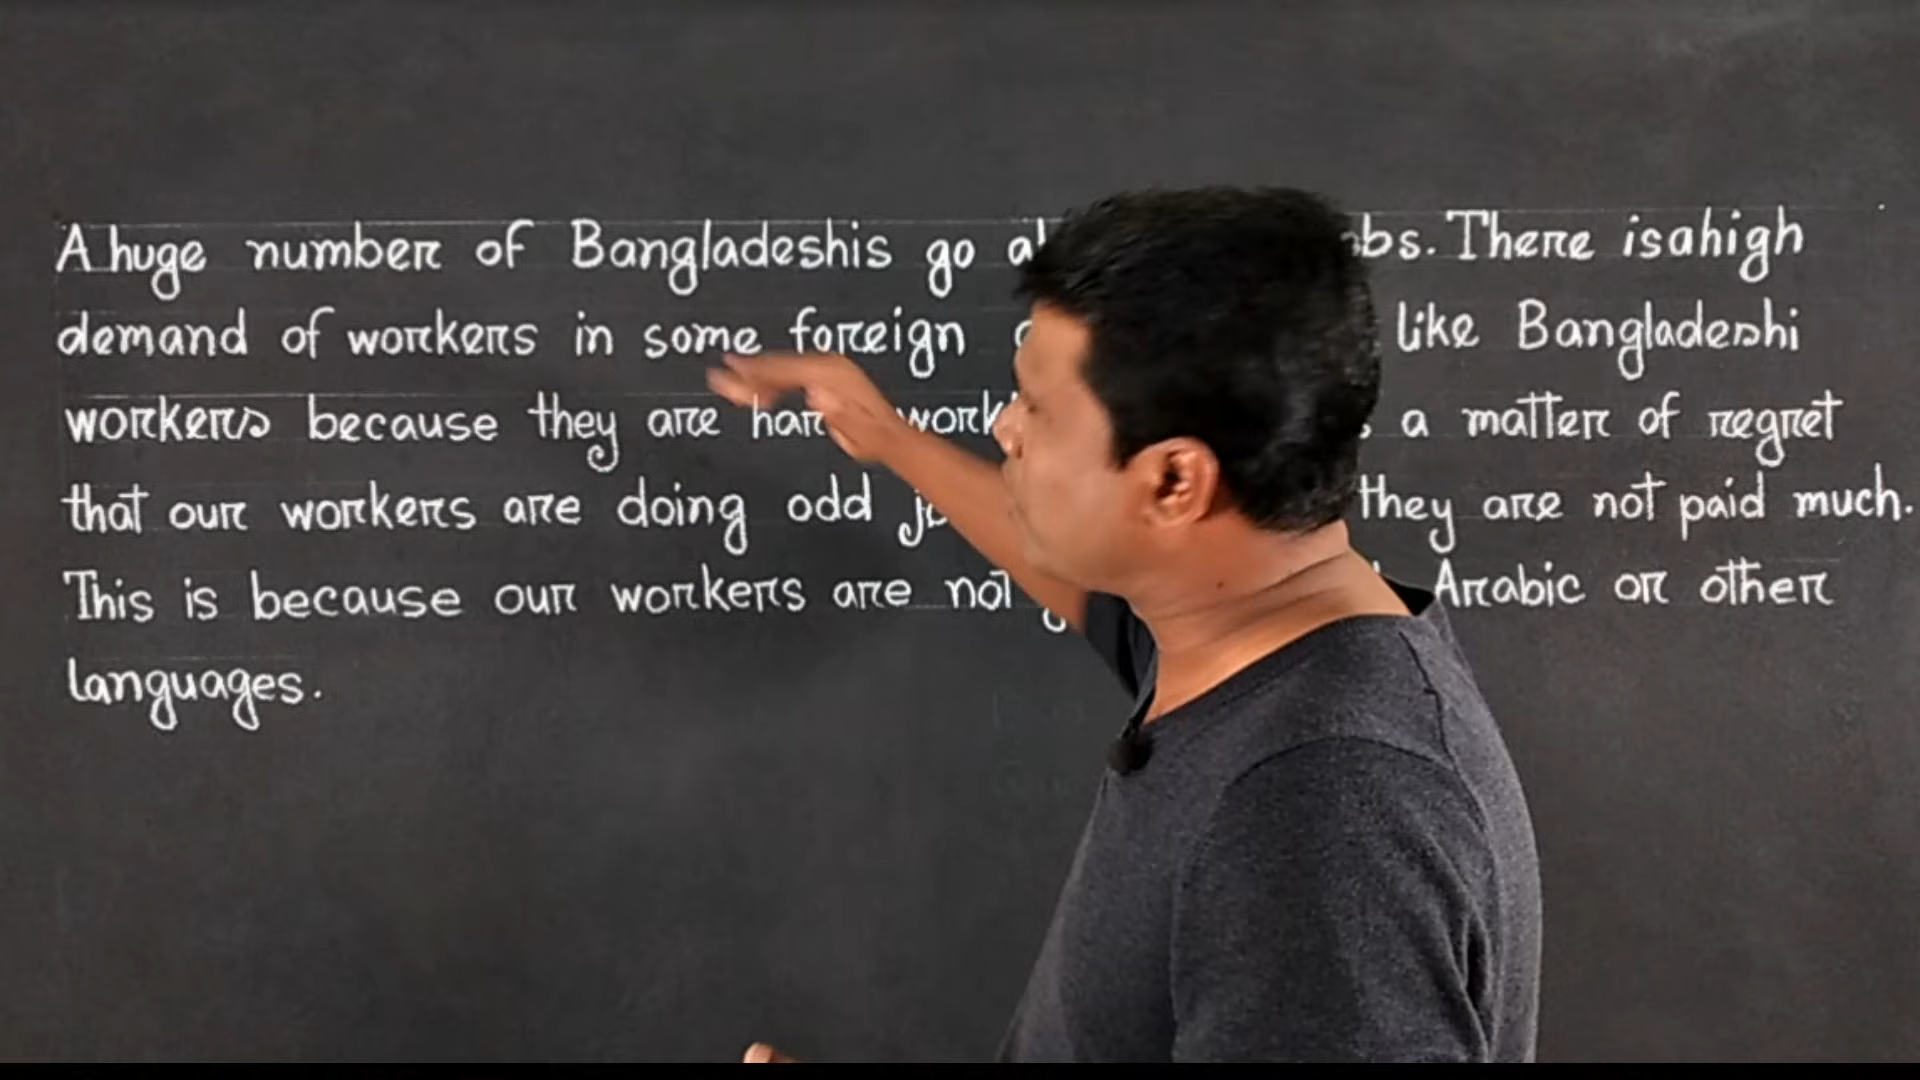 A huge number of Bangladeshis go There is a high
demand of workers in some foreign like Bangladeshi
workers because they are a matter of regret
that our workers are doing odd they are not paid much.
This is because our workers are not Arabic or other
languages.